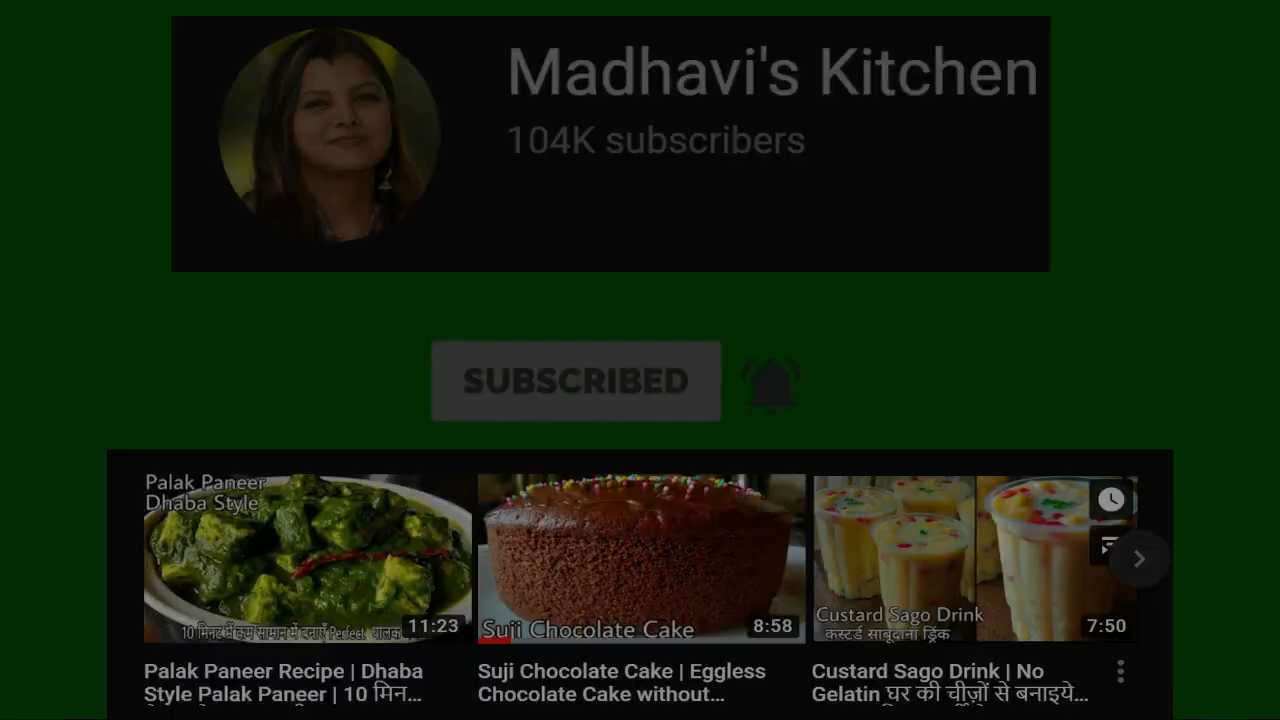 Madhavi's Kitchen
104K subscribers
SUBSCRIBED
Palak Paneer
Dhaba Style
10 मिनट में कम सामान में बनाएँ Perfect पालक
11:23
Suji Chocolate Cake
8:58
Custard Sago Drink
कस्टर्ड साबूदाना ड्रिंक
7:50
Palak Paneer Recipe | Dhaba
Style Palak Paneer | 10 मिन...
Suji Chocolate Cake | Eggless
Chocolate Cake without...
Custard Sago Drink | No
Gelatin घर की चीज़ों से बनाइये...